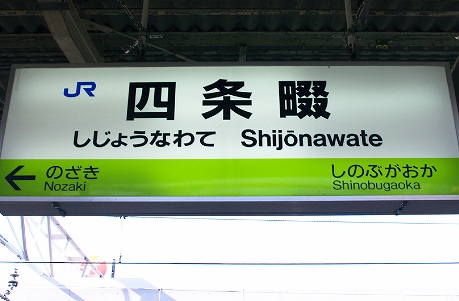 JR 四条畷
しじょうなわて Shijōnawate
← のざき しのぶがおか
Nozaki Shinobugaoka